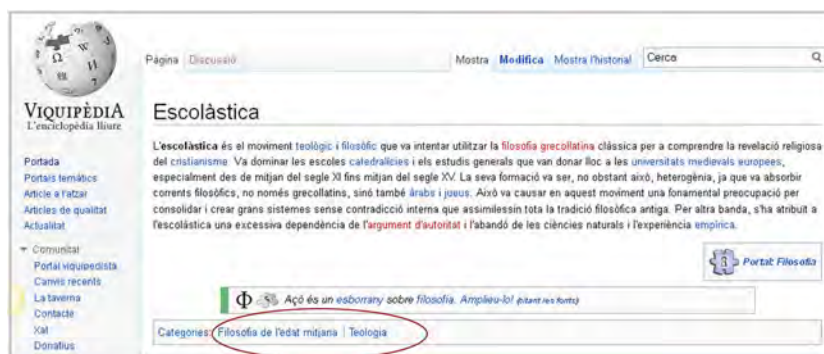 Pàgina Discussió Mostra Modifica Mostra l'historial Cerca
VIQUIPÈDIA
L'enciclopèdia lliure
Portada
Portals temàtics
Article a l'atzar
Articles de qualitat
Actualitat
Comunitat
Portal viquipedista
Canvis recents
La taverna
Contacte
Xat
Donatius
Escolàstica
L'escolàstica és el moviment teològic i filosòfic que va intentar utilitzar la filosofia grecollatina clàssica per a comprendre la revelació religiosa
del cristianisme. Va dominar les escoles catedralícies i els estudis generals que van donar lloc a les universitats medievals europees,
especialment des de mitjan del segle XI fins mitjan del segle XV. La seva formació va ser, no obstant això, heterogènia, ja que va absorbir
corrents filosòfics, no només grecollatins, sinó també àrabs i jueus. Això va causar en aquest moviment una fonamental preocupació per
consolidar i crear grans sistemes sense contradicció interna que assimilessin tota la tradició filosòfica antiga. Per altra banda, s'ha atribuït a
l'escolàstica una excessiva dependència de l'argument d'autoritat i l'abandó de les ciències naturals i l'experiència empírica.
Portal: Filosofia
Φ Açò és un esborrany sobre filosofia. Amplieu-lo! (citant les fonts)
Categories: Filosofia de l'edat mitjana | Teologia